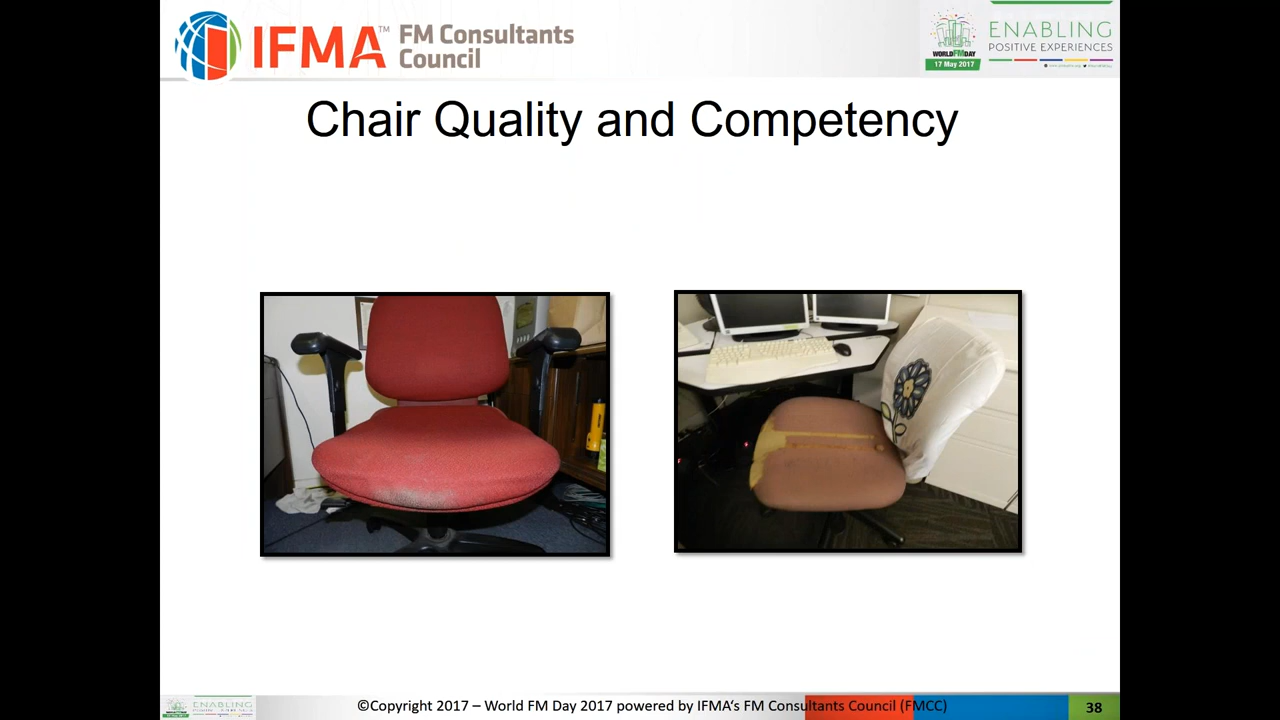 IFMA™ FM Consultants
Council
WORLD FM DAY
17 May 2017
ENABLING
POSITIVE EXPERIENCES
Chair Quality and Competency
ENABLING
©Copyright 2017 – World FM Day 2017 powered by IFMA's FM Consultants Council (FMCC)
38